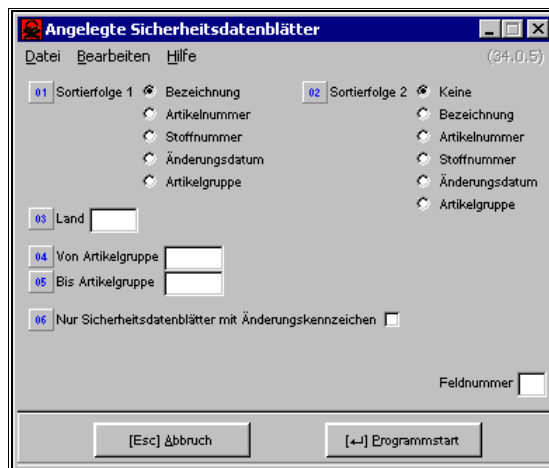 Angelegte Sicherheitsdatenblätter
Datei Bearbeiten Hilfe (34.0.5)
01 Sortierfolge 1 Bezeichnung
Artikelnummer
Stoffnummer
Änderungsdatum
Artikelgruppe
02 Sortierfolge 2 Keine
Bezeichnung
Artikelnummer
Stoffnummer
Änderungsdatum
Artikelgruppe
03 Land
04 Von Artikelgruppe
05 Bis Artikelgruppe
06 Nur Sicherheitsdatenblätter mit Änderungskennzeichen
Feldnummer
[Esc] Abbruch [↵] Programmstart